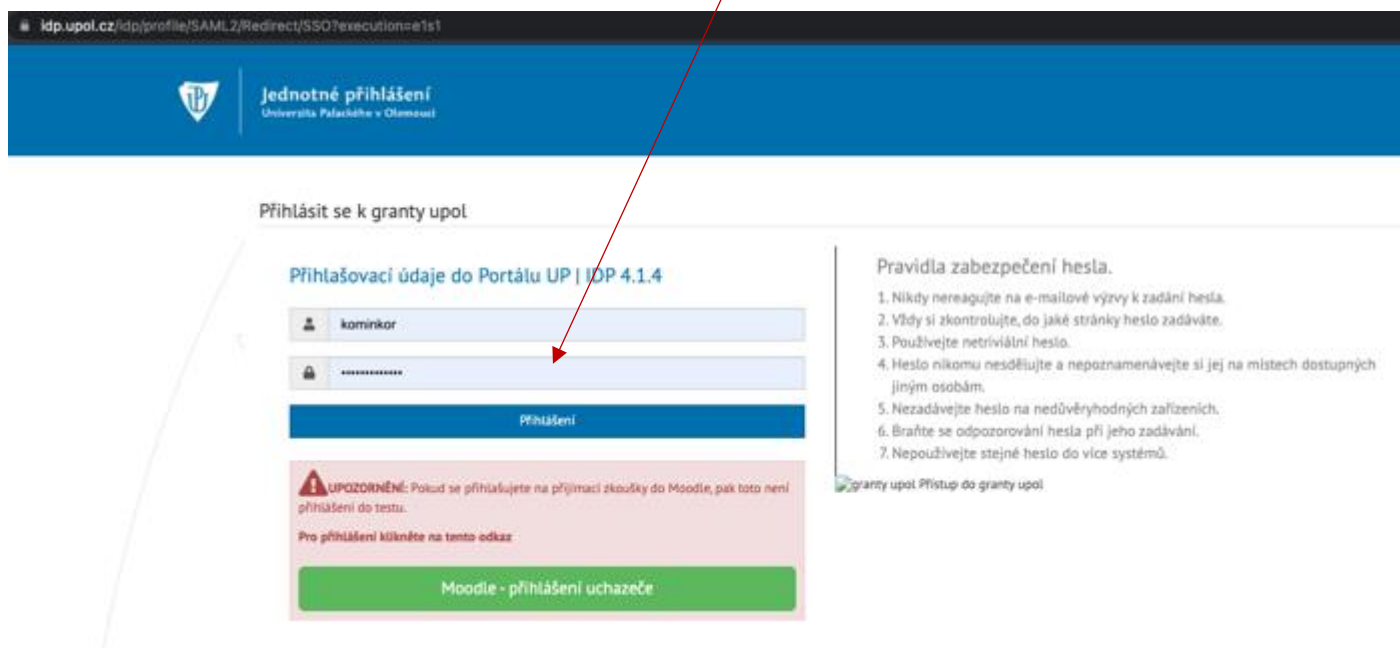 idp.upol.cz/idp/profile/SAML2/Redirect/SSO?execution=e1s1
Jednotné přihlášení
Univerzita Palackého v Olomouci
Přihlásit se k granty upol
Přihlašovací údaje do Portálu UP | IDP 4.1.4
kominkor
•••••••••••••
Přihlášení
UPOZORNĚNÍ: Pokud se přihlašujete na přijímací zkoušky do Moodle, pak toto není
přihlášení do testu.
Pro přihlášení klikněte na tento odkaz
Moodle - přihlášení uchazeče
Pravidla zabezpečení hesla.
1. Nikdy nereagujte na e-mailové výzvy k zadání hesla.
2. Vždy si zkontrolujte, do jaké stránky heslo zadáváte.
3. Používejte netriviální heslo.
4. Heslo nikomu nesdělujte a nepoznamenávejte si jej na místech dostupných
jiným osobám.
5. Nezadávejte heslo na nedůvěryhodných zařízeních.
6. Braňte se odpozorování hesla při jeho zadávání.
7. Nepoužívejte stejné heslo do více systémů.
granty upol Přístup do granty upol